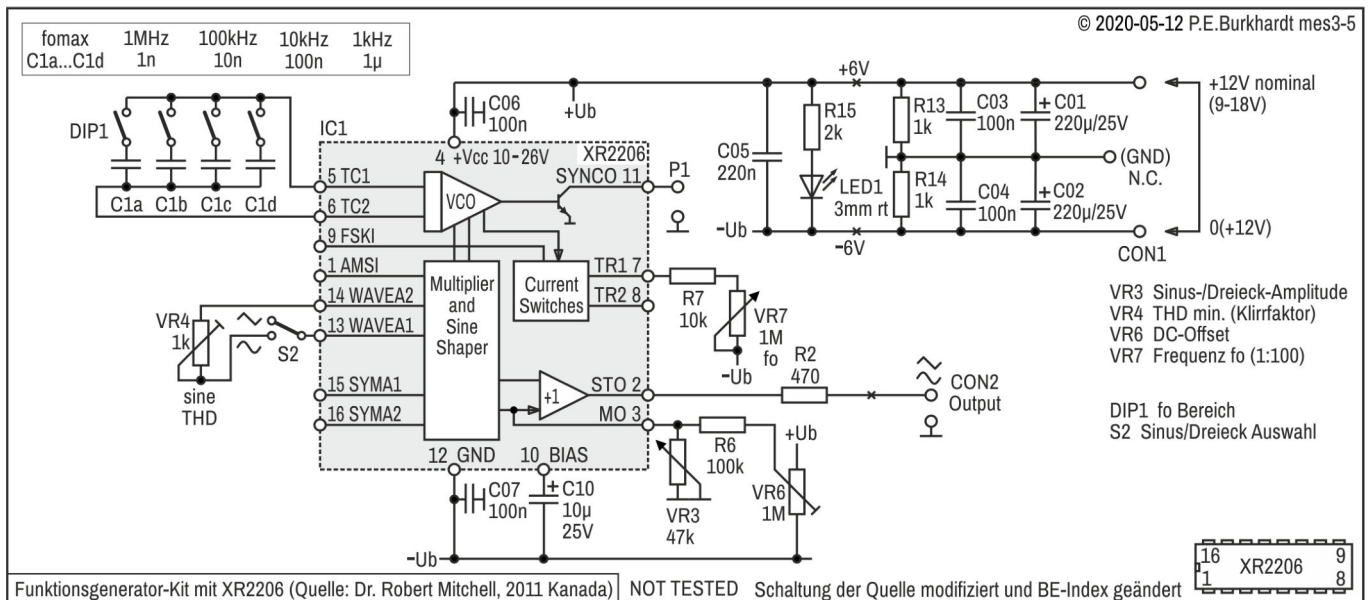 © 2020-05-12 P.E.Burkhardt mes3-5
fomax 1MHz 100kHz 10kHz 1kHz
C1a...C1d 1n 10n 100n 1µ
DIP1
C1a C1b C1c C1d
IC1
C06
100n
+Ub
4 +Vcc 10-26V
XR2206
5 TC1
6 TC2
9 FSKI
1 AMSI
14 WAVEA2
13 WAVEA1
15 SYMA1
16 SYMA2
VCO
SYNCO 11
P1
Multiplier
and
Sine
Shaper
Current
Switches
TR1 7
TR2 8
+1
STO 2
MO 3
12 GND
10 BIAS
VR4
1k
S2
sine
THD
C07
100n
C10
10µ
25V
-Ub
R7
10k
VR7
1M
fo
-Ub
R2
470
CON2
Output
R6
100k
+Ub
VR3
47k
VR6
1M
+6V
C05
220n
R15
2k
LED1
3mm rt
-Ub
-6V
R13
1k
R14
1k
C03
100n
C04
100n
C01
220µ/25V
C02
220µ/25V
(GND)
N.C.
+12V nominal
(9-18V)
0(+12V)
CON1
VR3 Sinus-/Dreieck-Amplitude
VR4 THD min. (Klirrfaktor)
VR6 DC-Offset
VR7 Frequenz fo (1:100)
DIP1 fo Bereich
S2 Sinus/Dreieck Auswahl
16 9
XR2206
1 8
Funktionsgenerator-Kit mit XR2206 (Quelle: Dr. Robert Mitchell, 2011 Kanada) NOT TESTED Schaltung der Quelle modifiziert und BE-Index geändert